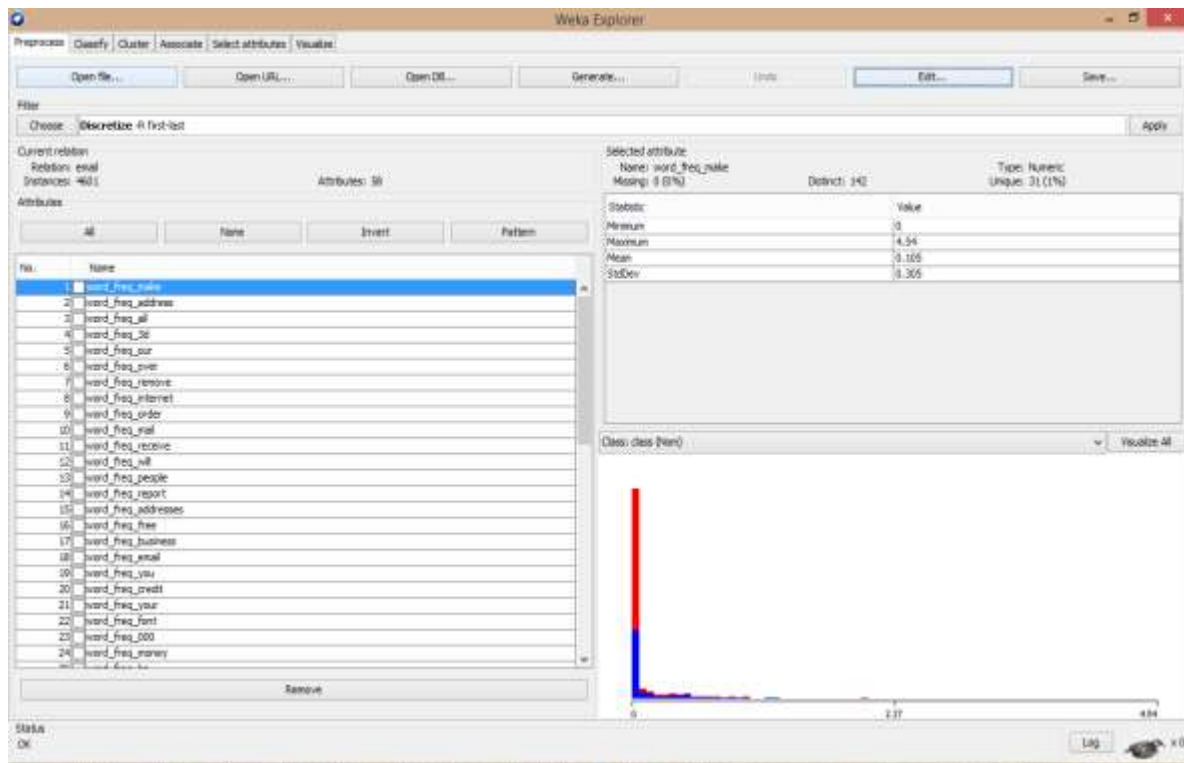 Weka Explorer
Preprocess Classify Cluster Associate Select attributes Visualize
Open file... Open URL... Open DB... Generate... Undo Edit... Save...
Filter
Choose Discretize -R first-last Apply
Current relation
Relation: email
Instances: 4601 Attributes: 58
Selected attribute
Name: word_freq_make Type: Numeric
Missing: 0 (0%) Distinct: 142 Unique: 31 (1%)
Attributes
All None Invert Pattern
Statistic Value
Minimum 0
Maximum 4.54
Mean 0.105
StdDev 0.305
No. Name
1 word_freq_make
2 word_freq_address
3 word_freq_all
4 word_freq_3d
5 word_freq_our
6 word_freq_over
7 word_freq_remove
8 word_freq_internet
9 word_freq_order
10 word_freq_mail
11 word_freq_receive
12 word_freq_will
13 word_freq_people
14 word_freq_report
15 word_freq_addresses
16 word_freq_free
17 word_freq_business
18 word_freq_email
19 word_freq_you
20 word_freq_credit
21 word_freq_your
22 word_freq_font
23 word_freq_000
24 word_freq_money
Remove
Class: class (Nom) Visualize All
0 2.27 4.54
Status
OK
Log x 0